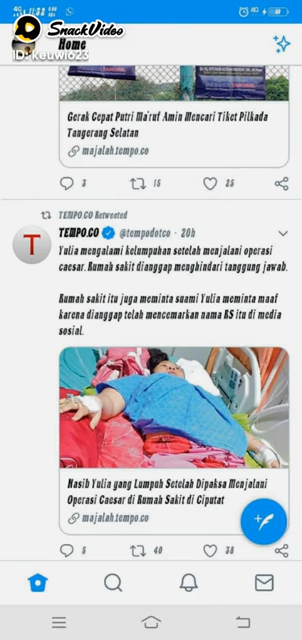 SnackVideo
Home
ID: keuwlo23
Gerak Cepat Putri Ma'ruf Amin Mencari Tiket Pilkada
Tangerang Selatan
majalah.tempo.co
3 15 25
TEMPO.CO Retweeted
TEMPO.CO @tempodotco · 20h
Yulia mengalami kelumpuhan setelah menjalani operasi
caesar. Rumah sakit dianggap menghindari tanggung jawab.
Rumah sakit itu juga meminta suami Yulia meminta maaf
karena dianggap telah mencemarkan nama RS itu di media
sosial.
Nasib Yulia yang Lumpuh Setelah Dipaksa Menjalani
Operasi Caesar di Rumah Sakit di Ciputat
majalah.tempo.co
5 40 38